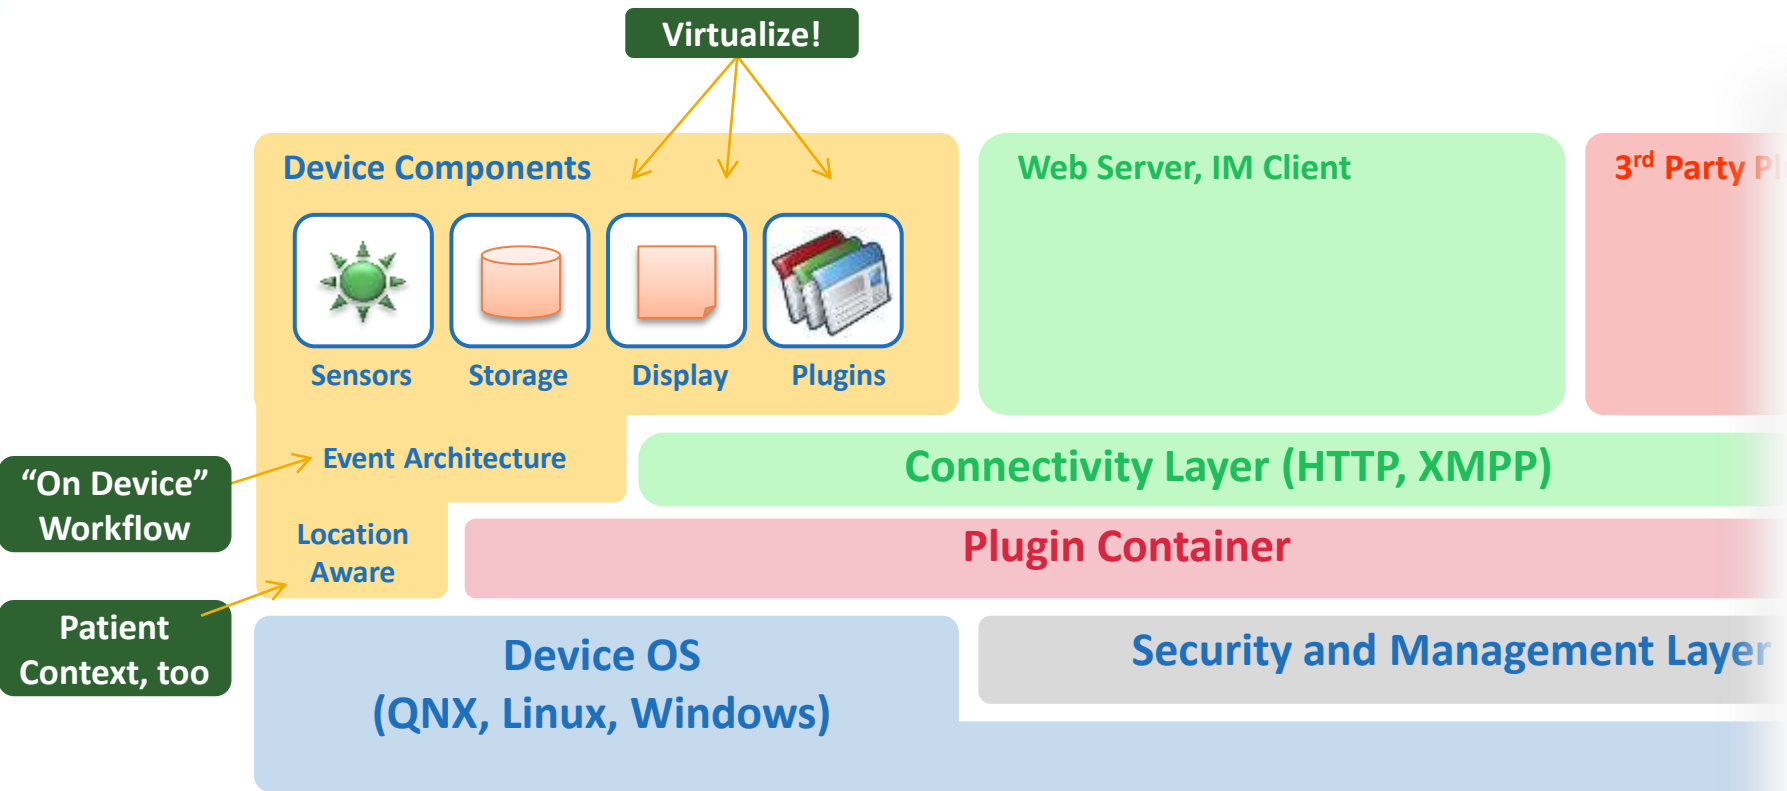 Virtualize!
Device Components
Web Server, IM Client
3rd Party
Sensors
Storage
Display
Plugins
Event Architecture
“On Device”
Workflow
Connectivity Layer (HTTP, XMPP)
Location
Aware
Plugin Container
Patient
Context, too
Device OS
(QNX, Linux, Windows)
Security and Management Layer